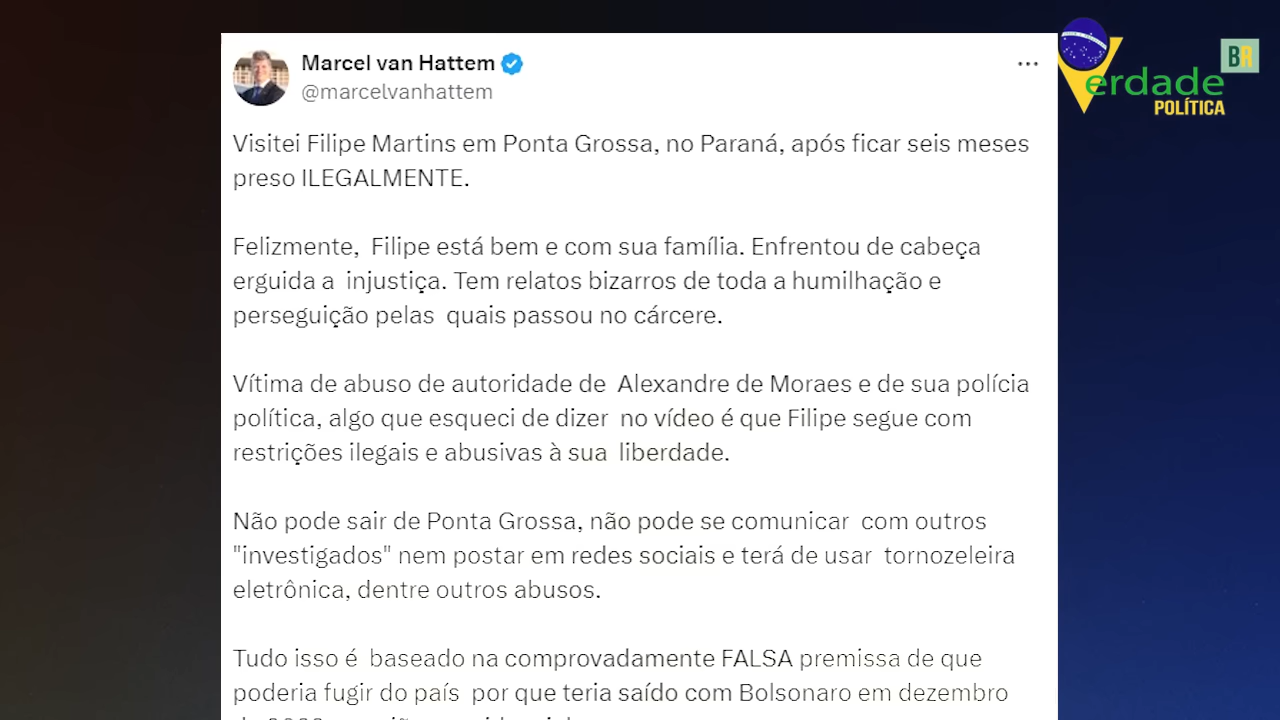 Marcel van Hattem
@marcelvanhattem
Visitei Filipe Martins em Ponta Grossa, no Paraná, após ficar seis meses
preso ILEGALMENTE.
Felizmente, Filipe está bem e com sua família. Enfrentou de cabeça
erguida a injustiça. Tem relatos bizarros de toda a humilhação e
perseguição pelas quais passou no cárcere.
Vítima de abuso de autoridade de Alexandre de Moraes e de sua polícia
política, algo que esqueci de dizer no vídeo é que Filipe segue com
restrições ilegais e abusivas à sua liberdade.
Não pode sair de Ponta Grossa, não pode se comunicar com outros
"investigados" nem postar em redes sociais e terá de usar tornozeleira
eletrônica, dentre outros abusos.
Tudo isso é baseado na comprovadamente FALSA premissa de que
poderia fugir do país por que teria saído com Bolsonaro em dezembro
Verdade
POLÍTICA
BR